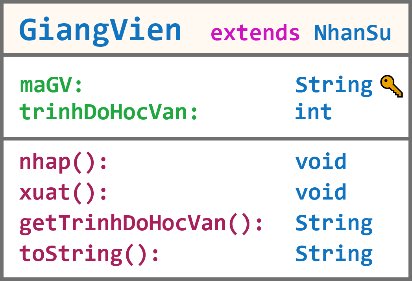 GiangVien extends NhanSu
maGV: String
trinhDoHocVan: int
nhap(): void
xuat(): void
getTrinhDoHocVan(): String
toString(): String